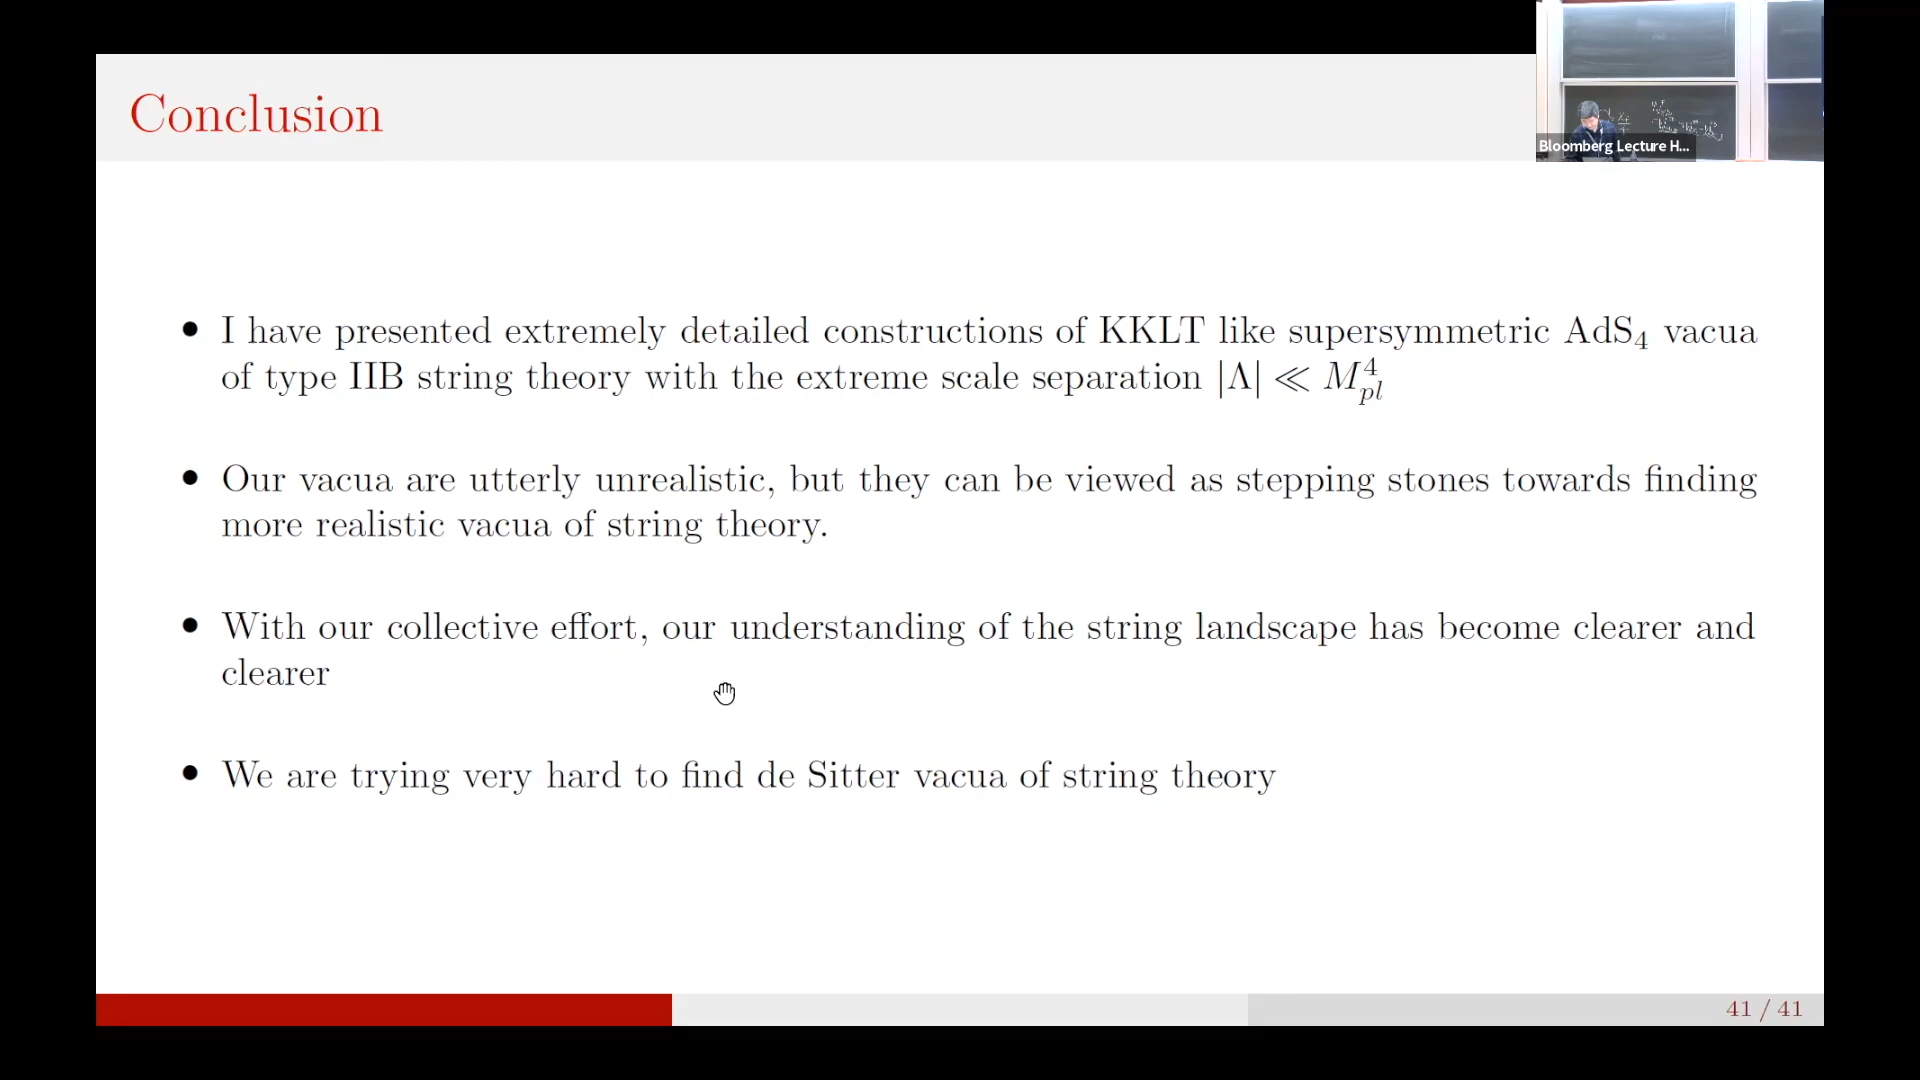 Conclusion
Bloomberg Lecture H...
• I have presented extremely detailed constructions of KKLT like supersymmetric AdS₄ vacua
of type IIB string theory with the extreme scale separation |Λ| ≪ M⁴ₚₗ
• Our vacua are utterly unrealistic, but they can be viewed as stepping stones towards finding
more realistic vacua of string theory.
• With our collective effort, our understanding of the string landscape has become clearer and
clearer
• We are trying very hard to find de Sitter vacua of string theory
41 / 41